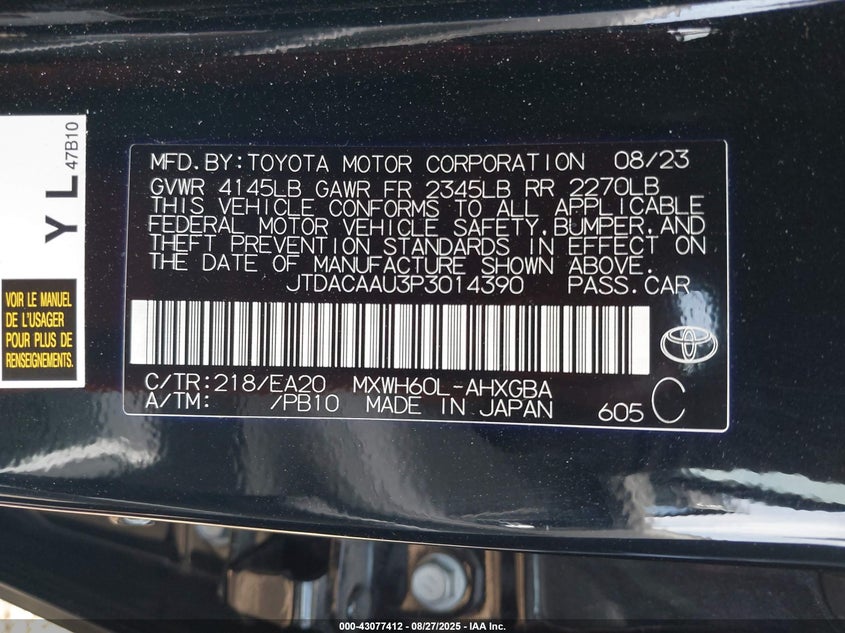 YL
47B10
VOIR LE MANUEL
DE L'USAGER
POUR PLUS DE
RENSEIGNEMENTS.
MFD.BY:TOYOTA MOTOR CORPORATION 08/23
GVWR 4145LB GAWR FR 2345LB RR 2270LB
THIS VEHICLE CONFORMS TO ALL APPLICABLE
FEDERAL MOTOR VEHICLE SAFETY,BUMPER,AND
THEFT PREVENTION STANDARDS IN EFFECT ON
THE DATE OF MANUFACTURE SHOWN ABOVE.
JTDACAAU3P3014390 PASS.CAR
C/TR:218/EA20 MXWH60L-AHXGBA
A/TM: /PB10 MADE IN JAPAN 605 C
000-43077412 - 08/27/2025 - IAA Inc.